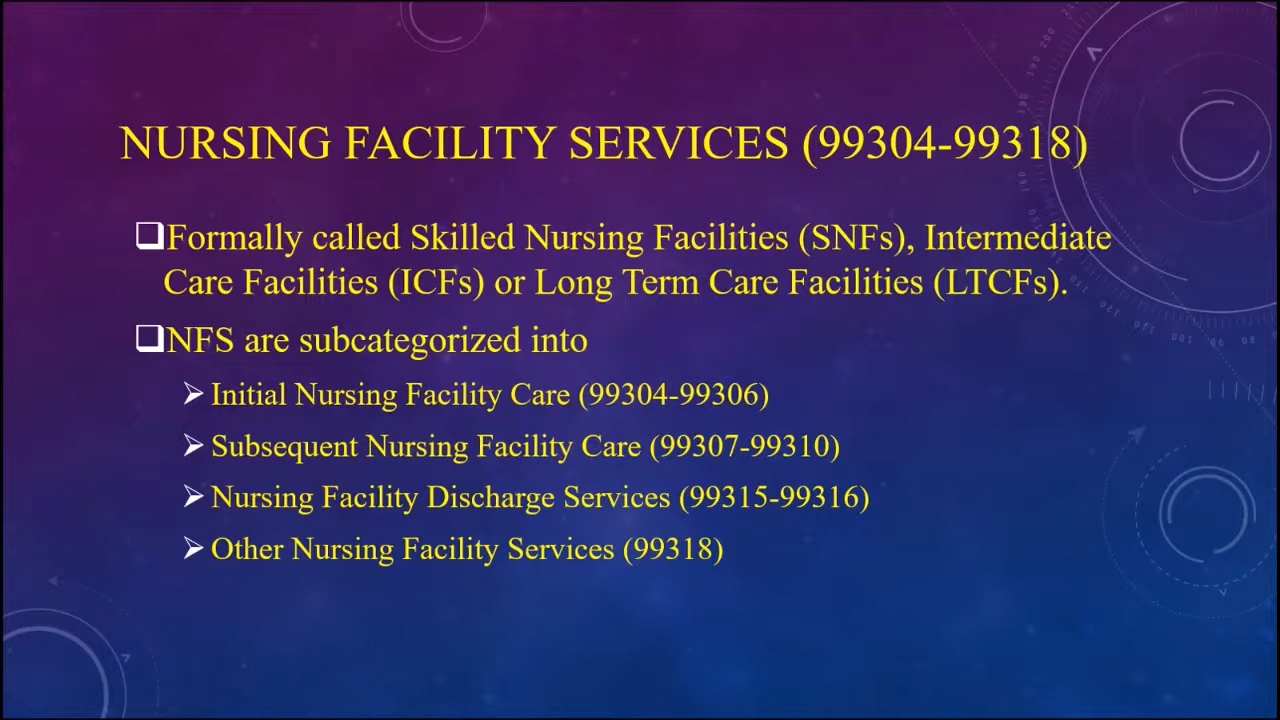 NURSING FACILITY SERVICES (99304-99318)
Formally called Skilled Nursing Facilities (SNFs), Intermediate
Care Facilities (ICFs) or Long Term Care Facilities (LTCFs).
NFS are subcategorized into
Initial Nursing Facility Care (99304-99306)
Subsequent Nursing Facility Care (99307-99310)
Nursing Facility Discharge Services (99315-99316)
Other Nursing Facility Services (99318)